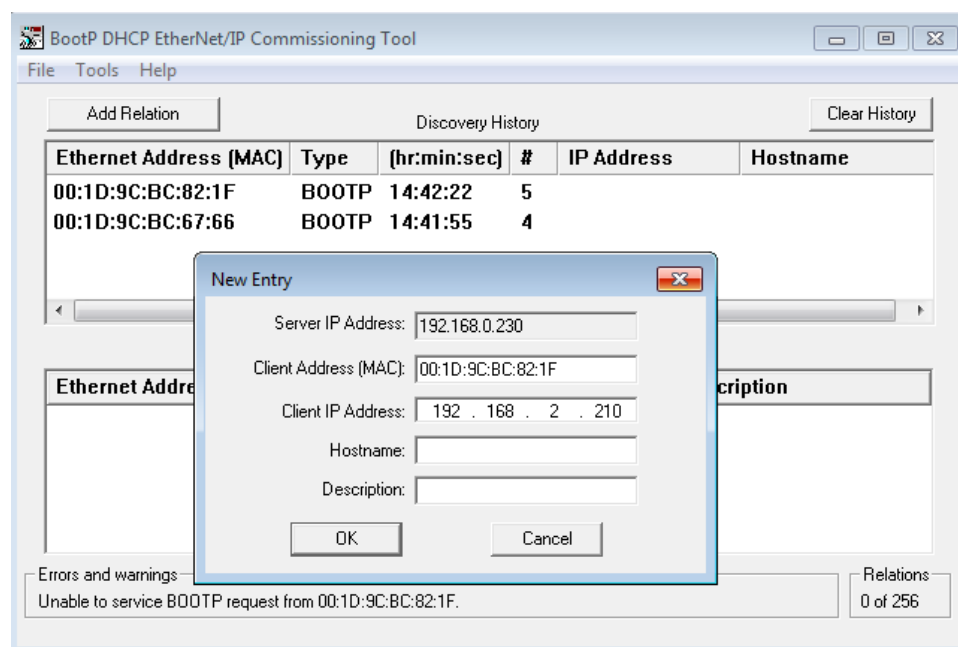 BootP DHCP EtherNet/IP Commissioning Tool
File Tools Help
Add Relation Discovery History Clear History
Ethernet Address (MAC) Type (hr:min:sec) # IP Address Hostname
00:1D:9C:BC:82:1F BOOTP 14:42:22 5
00:1D:9C:BC:67:66 BOOTP 14:41:55 4
New Entry
Server IP Address: 192.168.0.230
Client Address (MAC): 00:1D:9C:BC:82:1F
Client IP Address: 192 . 168 . 2 . 210
Hostname:
Description:
OK Cancel
Ethernet Addre cription
Errors and warnings
Unable to service BOOTP request from 00:1D:9C:BC:82:1F.
Relations
0 of 256